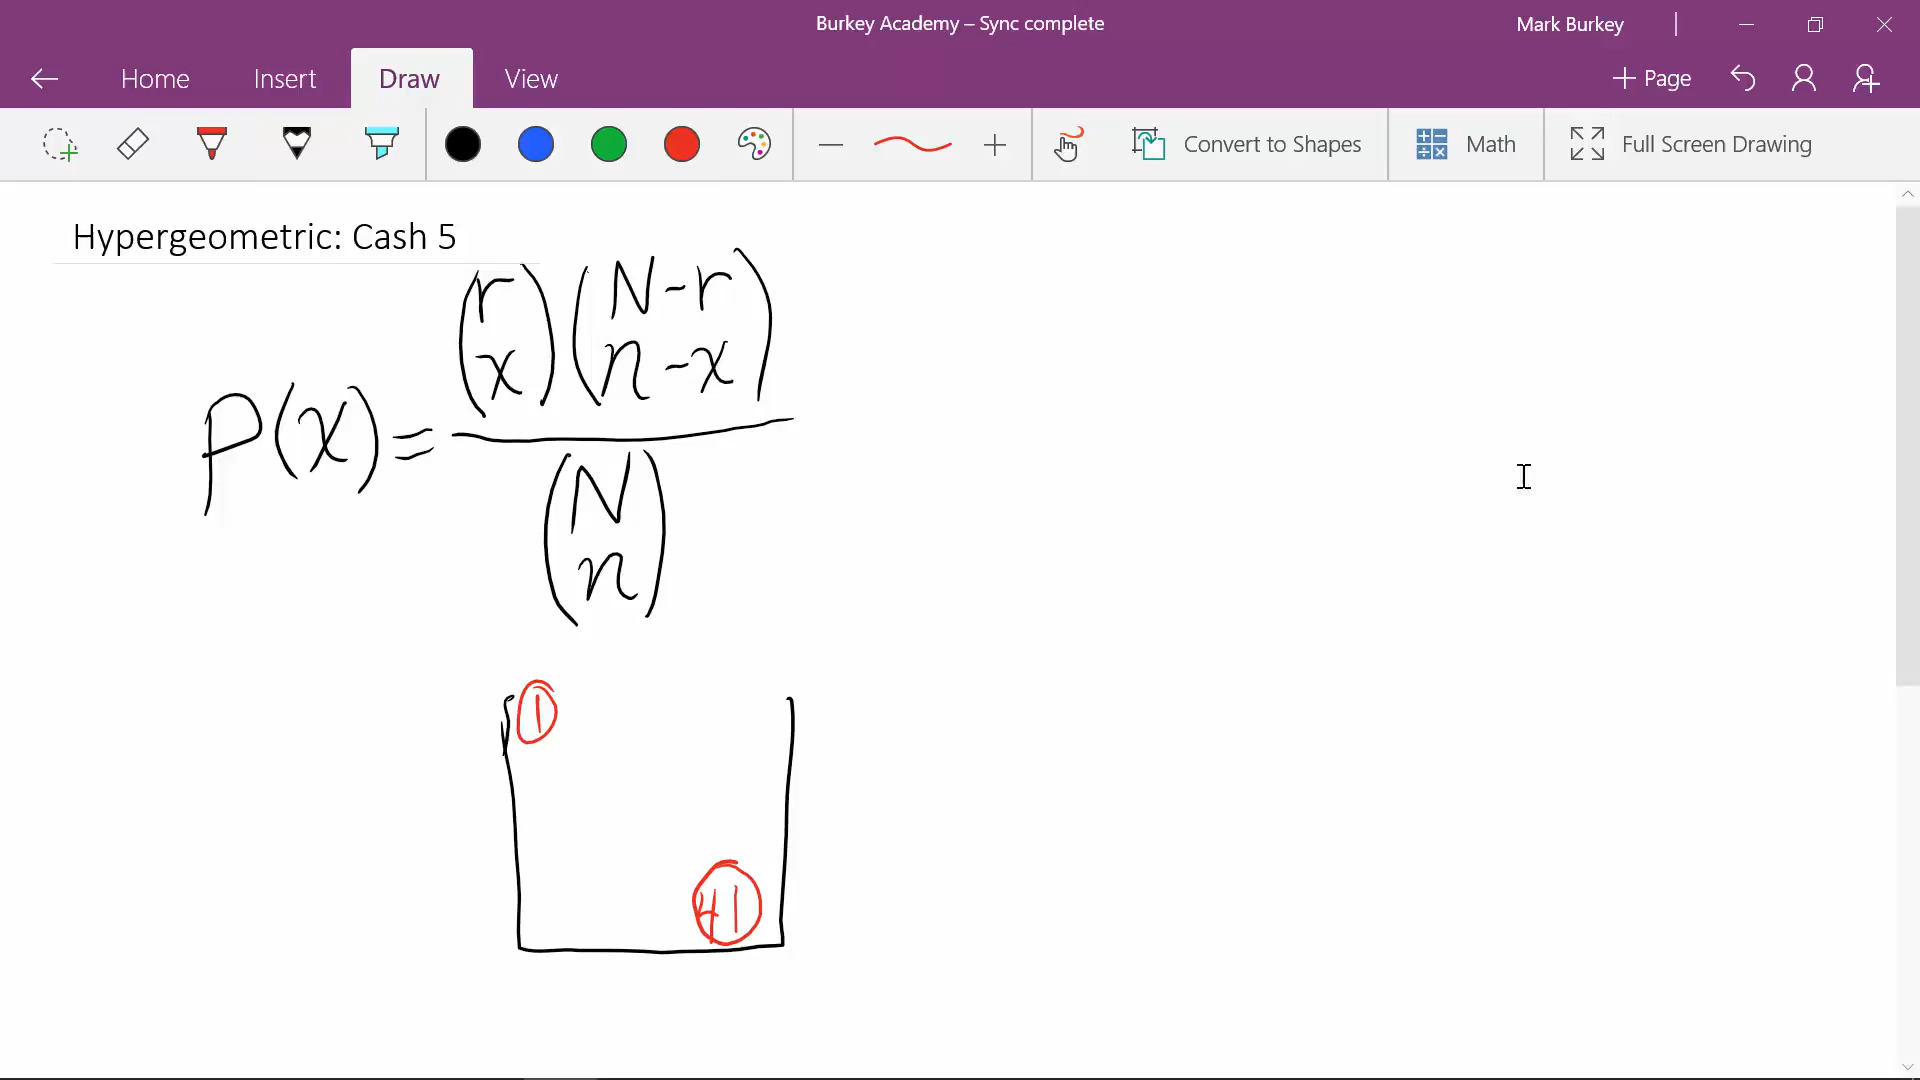 Burkey Academy – Sync complete
Mark Burkey
Home Insert Draw View
+ Page
Convert to Shapes
Math
Full Screen Drawing
Hypergeometric: Cash 5
(r x)(N-r n-x)
P(x)=
(N n)
1
41